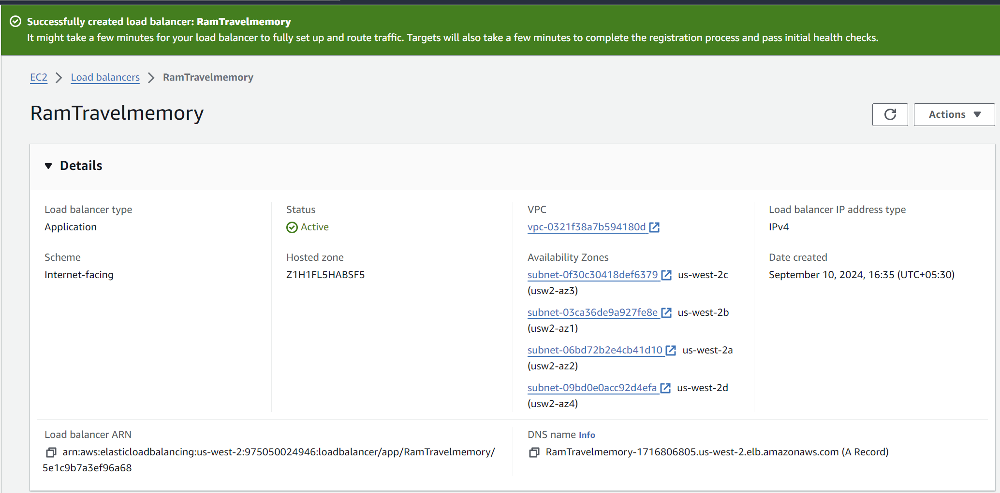 Successfully created load balancer: RamTravelmemory
It might take a few minutes for your load balancer to fully set up and route traffic. Targets will also take a few minutes to complete the registration process and pass initial health checks.
EC2 > Load balancers > RamTravelmemory
RamTravelmemory
Actions
Details
Load balancer type
Application
Scheme
Internet-facing
Status
Active
Hosted zone
Z1H1FL5HABSF5
VPC
vpc-0321f38a7b594180d
Availability Zones
subnet-0f30c30418def6379 us-west-2c
(usw2-az3)
subnet-03ca36de9a927fe8e us-west-2b
(usw2-az1)
subnet-06bd72b2e4cb41d10 us-west-2a
(usw2-az2)
subnet-09bd0e0acc92d4efa us-west-2d
(usw2-az4)
Load balancer IP address type
IPv4
Date created
September 10, 2024, 16:35 (UTC+05:30)
Load balancer ARN
arn:aws:elasticloadbalancing:us-west-2:975050024946:loadbalancer/app/RamTravelmemory/
5e1c9b7a3ef96a68
DNS name Info
RamTravelmemory-1716806805.us-west-2.elb.amazonaws.com (A Record)